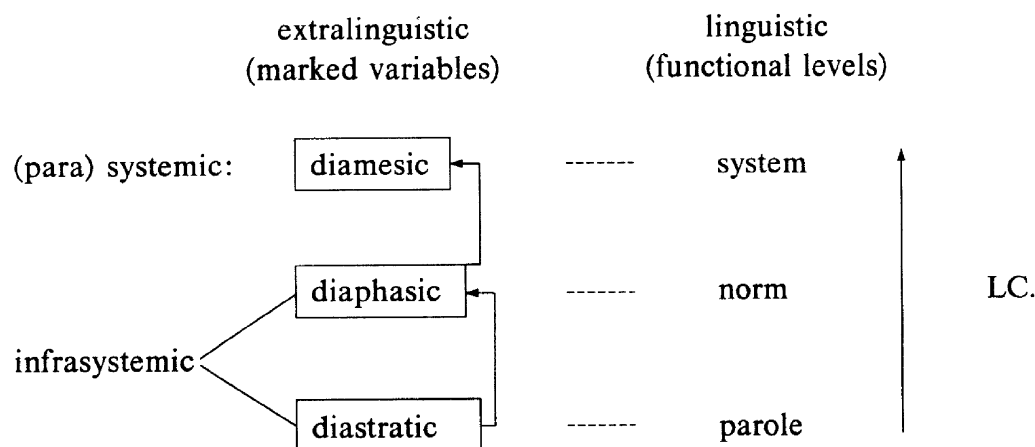 extralinguistic linguistic
(marked variables) (functional levels)
(para) systemic: diamesic ------ system
diaphasic ------ norm LC.
infrasystemic
diastratic ------ parole